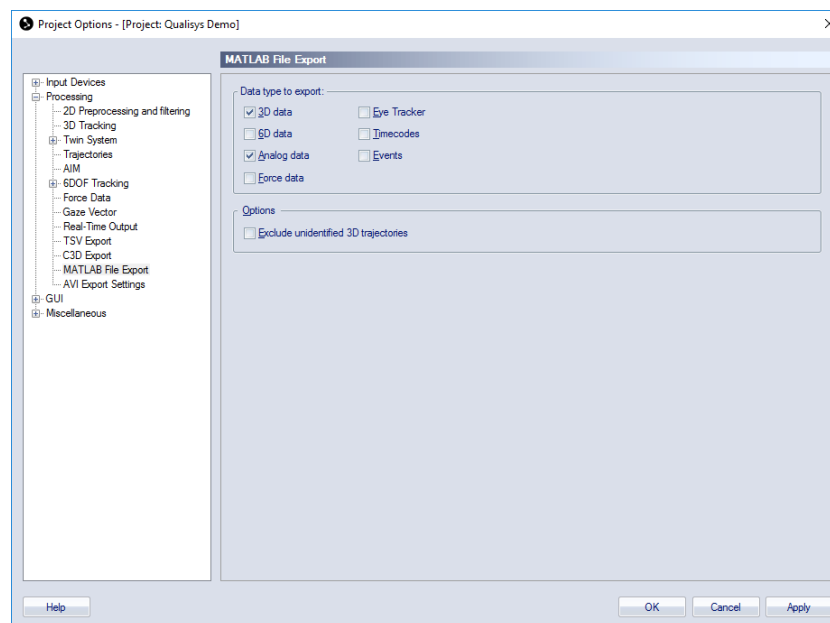 Project Options - [Project: Qualisys Demo]
MATLAB File Export
Input Devices
Processing
2D Preprocessing and filtering
3D Tracking
Twin System
Trajectories
AIM
6DOF Tracking
Force Data
Gaze Vector
Real-Time Output
TSV Export
C3D Export
MATLAB File Export
AVI Export Settings
GUI
Miscellaneous
Data type to export:
3D data
Eye Tracker
6D data
Timecodes
Analog data
Events
Force data
Options
Exclude unidentified 3D trajectories
Help
OK
Cancel
Apply